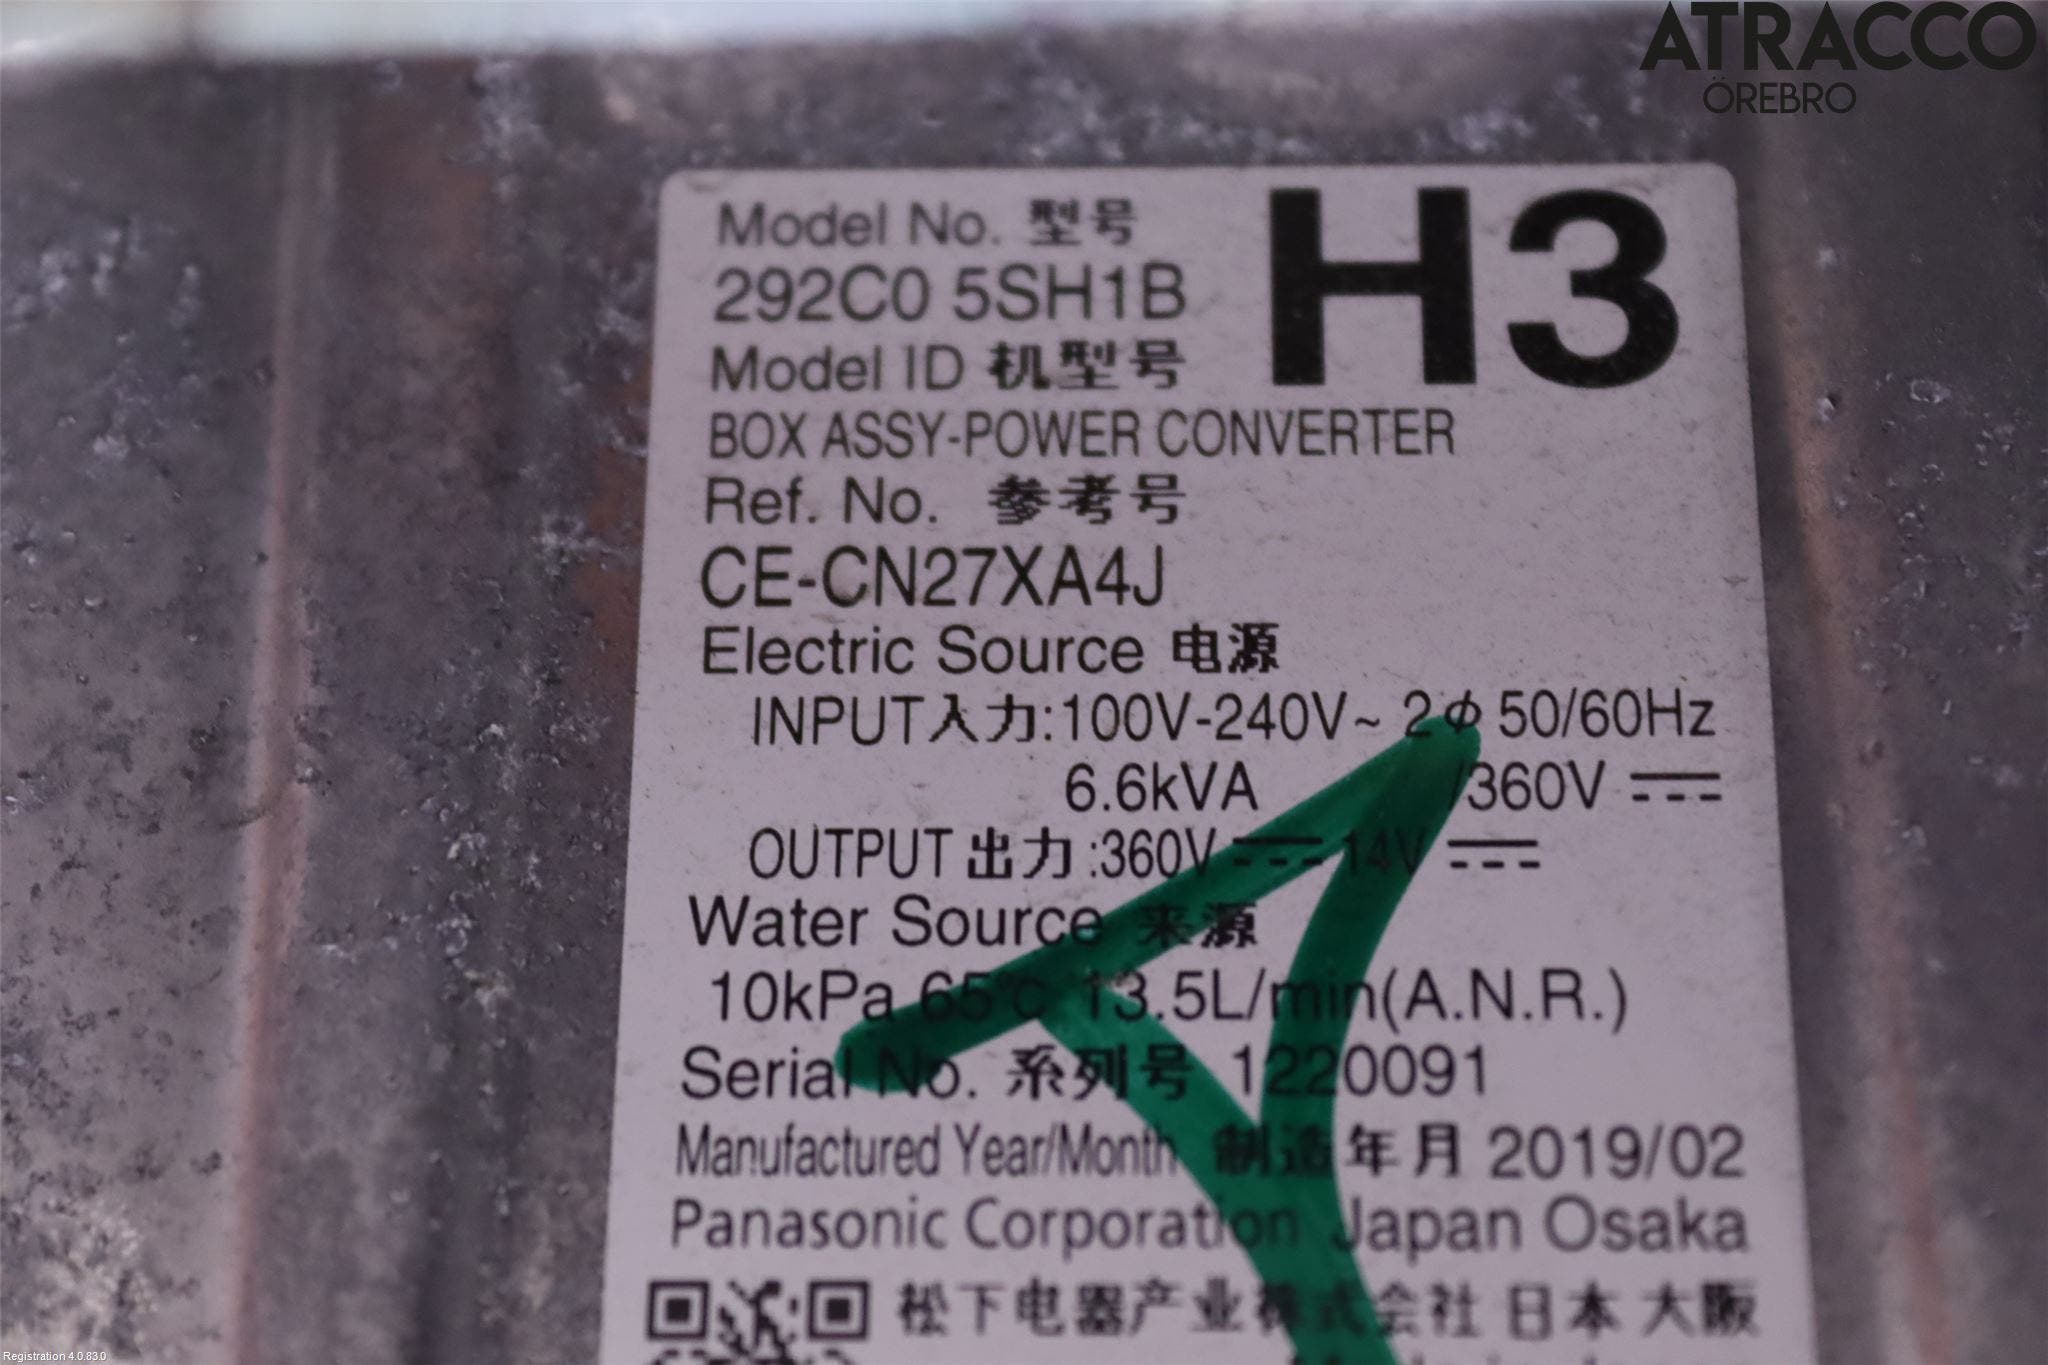 ATRACCO
ÖREBRO
Model No. 型号
H3
292C0 5SH1B
Model ID 机型号
BOX ASSY-POWER CONVERTER
Ref. No. 参考号
CE-CN27XA4J
Electric Source 电源
INPUT入力:100V-240V~ 2φ 50/60Hz
6.6kVA /360V ⎓
OUTPUT 出力 :360V ⎓ 14V ⎓
Water Source 来源
10kPa 65℃ 13.5L/min(A.N.R.)
Serial No. 系列号 1220091
Manufactured Year/Month 制造年月 2019/02
Panasonic Corporation Japan Osaka
松下电器产业株式会社 日本大阪
Registration 4.0.83.0